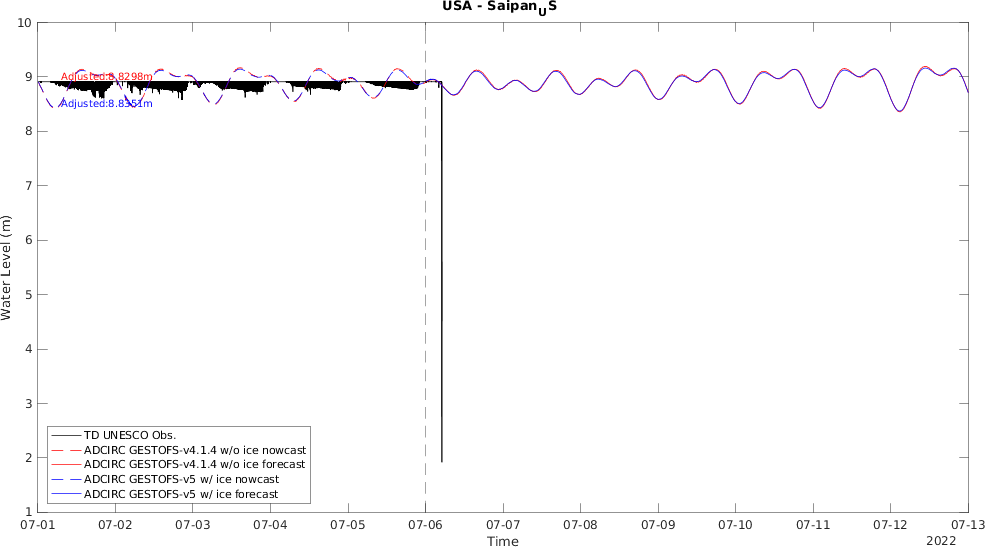 USA - SaipanUS
10
9
8
7
6
5
4
3
2
1
Water Level (m)
Adjusted:8.8298m
Adjusted:8.8351m
TD UNESCO Obs.
ADCIRC GESTOFS-v4.1.4 w/o ice nowcast
ADCIRC GESTOFS-v4.1.4 w/o ice forecast
ADCIRC GESTOFS-v5 w/ ice nowcast
ADCIRC GESTOFS-v5 w/ ice forecast
07-01 07-02 07-03 07-04 07-05 07-06 07-07 07-08 07-09 07-10 07-11 07-12 07-13
Time
2022